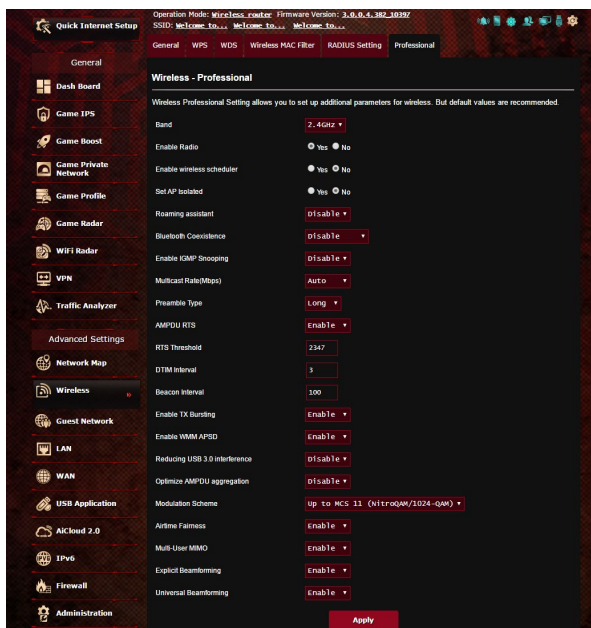 Quick Internet Setup
Operation Mode: Wireless router Firmware Version: 3.0.0.4.382_10397
SSID: Welcome to... Welcome to... Welcome to...
General WPS WDS Wireless MAC Filter RADIUS Setting Professional
General
Dash Board
Game IPS
Game Boost
Game Private
Network
Game Profile
Game Radar
WiFi Radar
VPN
Traffic Analyzer
Advanced Settings
Network Map
Wireless
Guest Network
LAN
WAN
USB Application
AiCloud 2.0
IPv6
Firewall
Administration
Wireless - Professional
Wireless Professional Setting allows you to set up additional parameters for wireless. But default values are recommended.
Band 2.4GHz
Enable Radio Yes No
Enable wireless scheduler Yes No
Set AP Isolated Yes No
Roaming assistant Disable
Bluetooth Coexistence Disable
Enable IGMP Snooping Disable
Multicast Rate(Mbps) Auto
Preamble Type Long
AMPDU RTS Enable
RTS Threshold 2347
DTIM Interval 3
Beacon Interval 100
Enable TX Bursting Enable
Enable WMM APSD Enable
Reducing USB 3.0 interference Disable
Optimize AMPDU aggregation Disable
Modulation Scheme Up to MCS 11 (NitroQAM/1024-QAM)
Airtime Fairness Enable
Multi-User MIMO Enable
Explicit Beamforming Enable
Universal Beamforming Enable
Apply